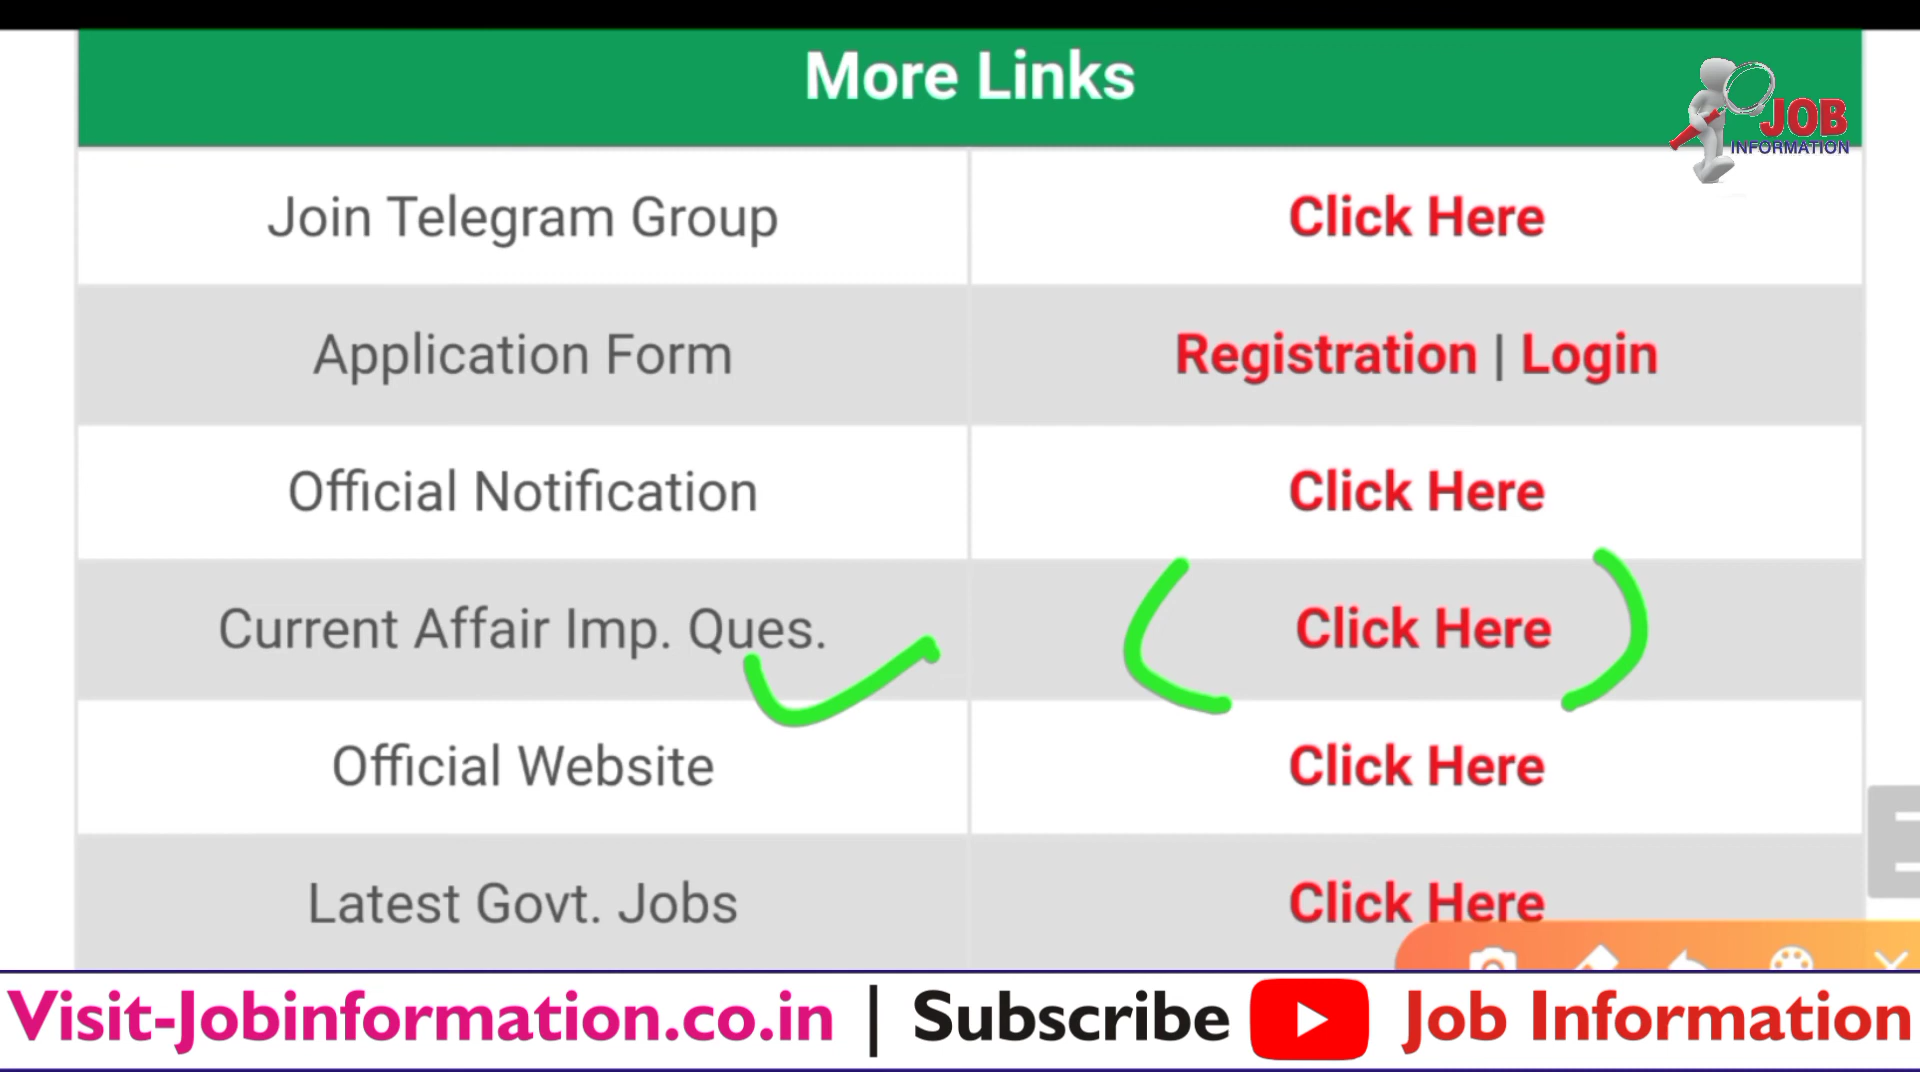 More Links
JOB
INFORMATION
Join Telegram Group Click Here
Application Form Registration | Login
Official Notification Click Here
Current Affair Imp. Ques. Click Here
Official Website Click Here
Latest Govt. Jobs Click Here
Visit-Jobinformation.co.in | Subscribe Job Information